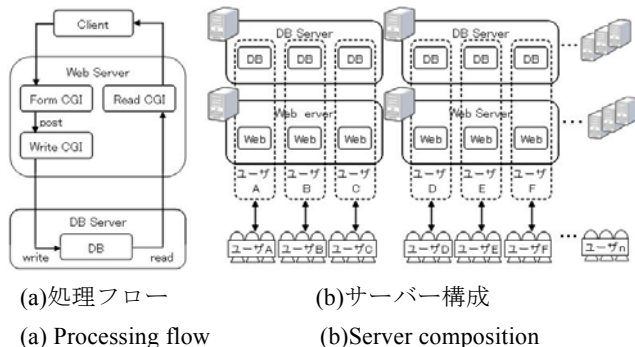 Client
Web Server
Form CGI
Read CGI
post
Write CGI
DB Server
DB
write
read
DB Server
DB
DB
DB
Web erver
Web
Web
Web
ユーザ
A
ユーザ
B
ユーザ
C
ユーザA
ユーザB
ユーザC
DB Server
DB
DB
DB
...
Web Server
Web
Web
Web
...
ユーザ
D
ユーザ
E
ユーザ
F
ユーザD
ユーザE
ユーザF
...
ユーザn
(a)処理フロー
(b)サーバー構成
(a) Processing flow
(b)Server composition